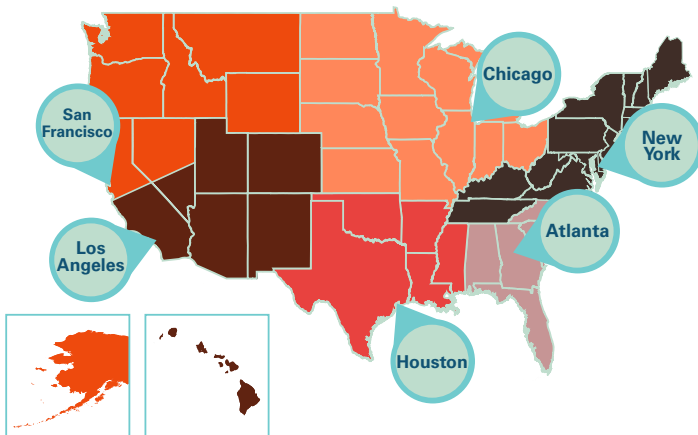 Chicago
San
Francisco
New
York
Atlanta
Los
Angeles
Houston